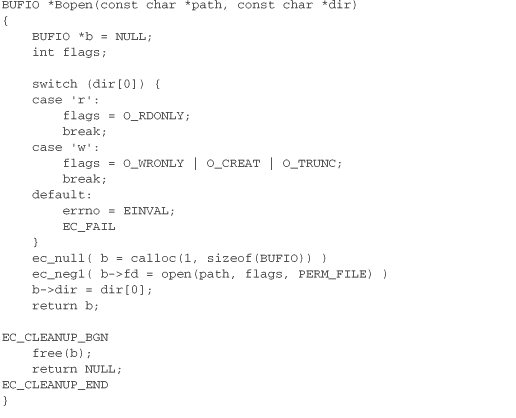 BUFIO *Bopen(const char *path, const char *dir)
{
    BUFIO *b = NULL;
    int flags;

    switch (dir[0]) {
    case 'r':
        flags = O_RDONLY;
        break;
    case 'w':
        flags = O_WRONLY | O_CREAT | O_TRUNC;
        break;
    default:
        errno = EINVAL;
        EC_FAIL
    }
    ec_null( b = calloc(1, sizeof(BUFIO)) )
    ec_neg1( b->fd = open(path, flags, PERM_FILE) )
    b->dir = dir[0];
    return b;

EC_CLEANUP_BGN
    free(b);
    return NULL;
EC_CLEANUP_END
}